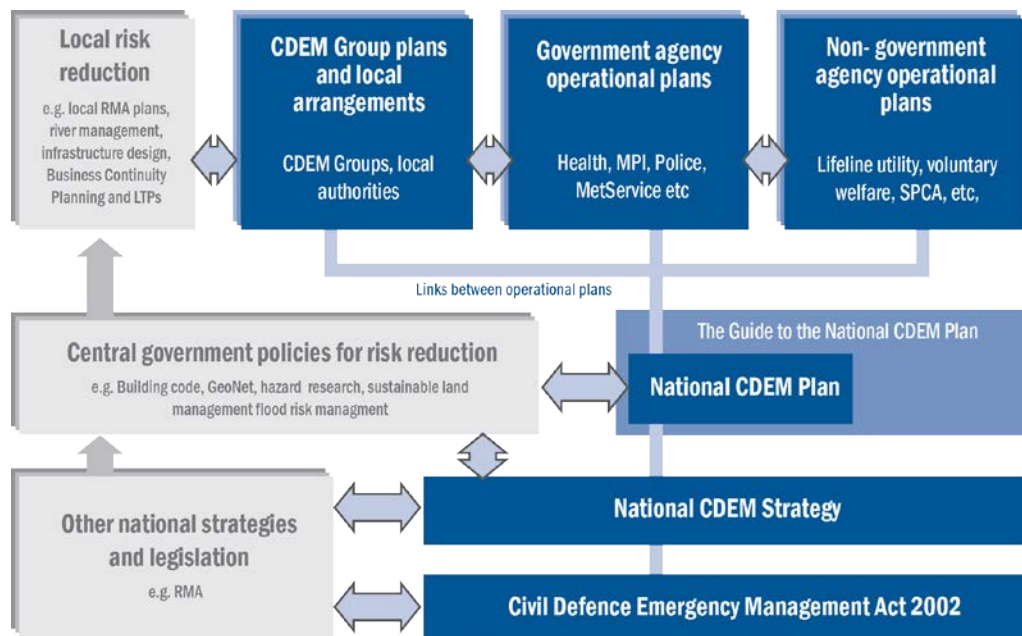 Local risk
reduction
e.g. local RMA plans,
river management,
infrastructure design,
Business Continuity
Planning and LTPs
CDEM Group plans
and local
arrangements
CDEM Groups, local
authorities
Government agency
operational plans
Health, MPI, Police,
MetService etc
Non- government
agency operational
plans
Lifeline utility, voluntary
welfare, SPCA, etc,
Links between operational plans
Central government policies for risk reduction
e.g. Building code, GeoNet, hazard research, sustainable land
management flood risk managment
The Guide to the National CDEM Plan
National CDEM Plan
Other national strategies
and legislation
e.g. RMA
National CDEM Strategy
Civil Defence Emergency Management Act 2002